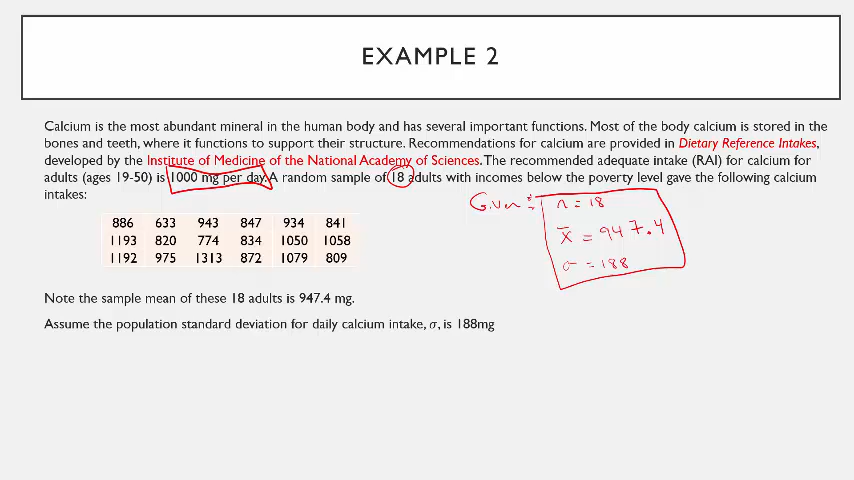 EXAMPLE 2
Calcium is the most abundant mineral in the human body and has several important functions. Most of the body calcium is stored in the
bones and teeth, where it functions to support their structure. Recommendations for calcium are provided in Dietary Reference Intakes,
developed by the Institute of Medicine of the National Academy of Sciences. The recommended adequate intake (RAI) for calcium for
adults (ages 19-50) is 1000 mg per day. A random sample of 18 adults with incomes below the poverty level gave the following calcium
intakes:
Given:
n = 18
x̄ = 947.4
σ = 188
886 633 943 847 934 841
1193 820 774 834 1050 1058
1192 975 1313 872 1079 809
Note the sample mean of these 18 adults is 947.4 mg.
Assume the population standard deviation for daily calcium intake, σ, is 188mg